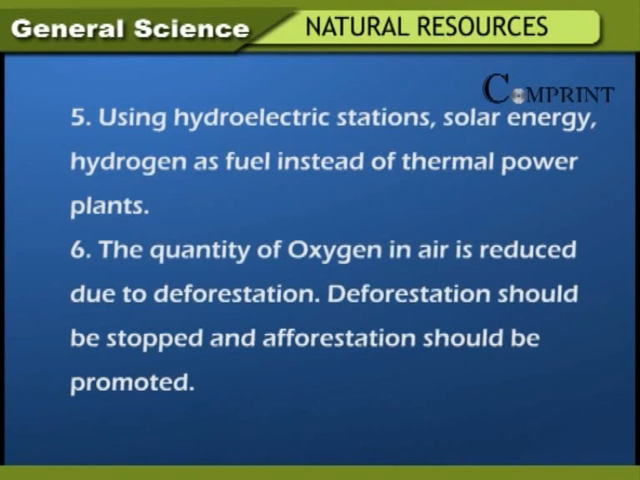 General Science
NATURAL RESOURCES
COMPRINT
5. Using hydroelectric stations, solar energy,
hydrogen as fuel instead of thermal power
plants.
6. The quantity of Oxygen in air is reduced
due to deforestation. Deforestation should
be stopped and afforestation should be
promoted.